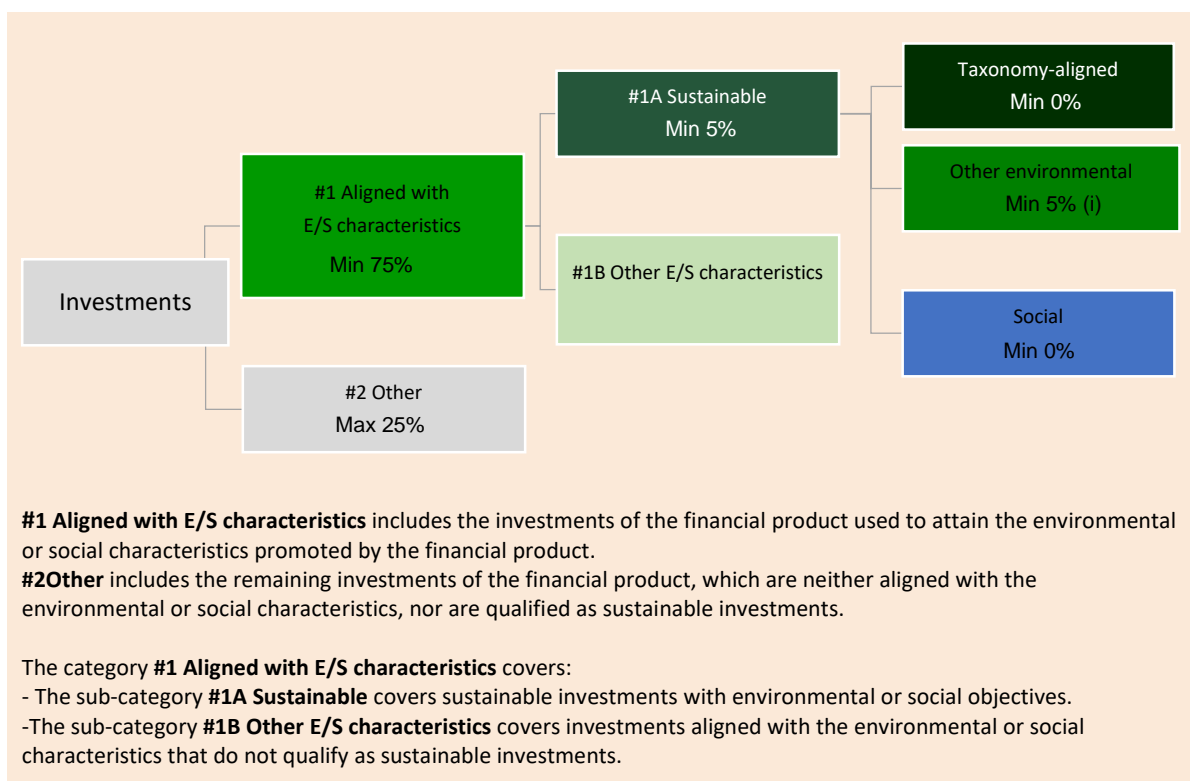 Investments
#1 Aligned with
E/S characteristics
Min 75%
#2 Other
Max 25%
#1A Sustainable
Min 5%
#1B Other E/S characteristics
Taxonomy-aligned
Min 0%
Other environmental
Min 5% (i)
Social
Min 0%
#1 Aligned with E/S characteristics includes the investments of the financial product used to attain the environmental
or social characteristics promoted by the financial product.
#2Other includes the remaining investments of the financial product, which are neither aligned with the
environmental or social characteristics, nor are qualified as sustainable investments.
The category #1 Aligned with E/S characteristics covers:
- The sub-category #1A Sustainable covers sustainable investments with environmental or social objectives.
-The sub-category #1B Other E/S characteristics covers investments aligned with the environmental or social
characteristics that do not qualify as sustainable investments.